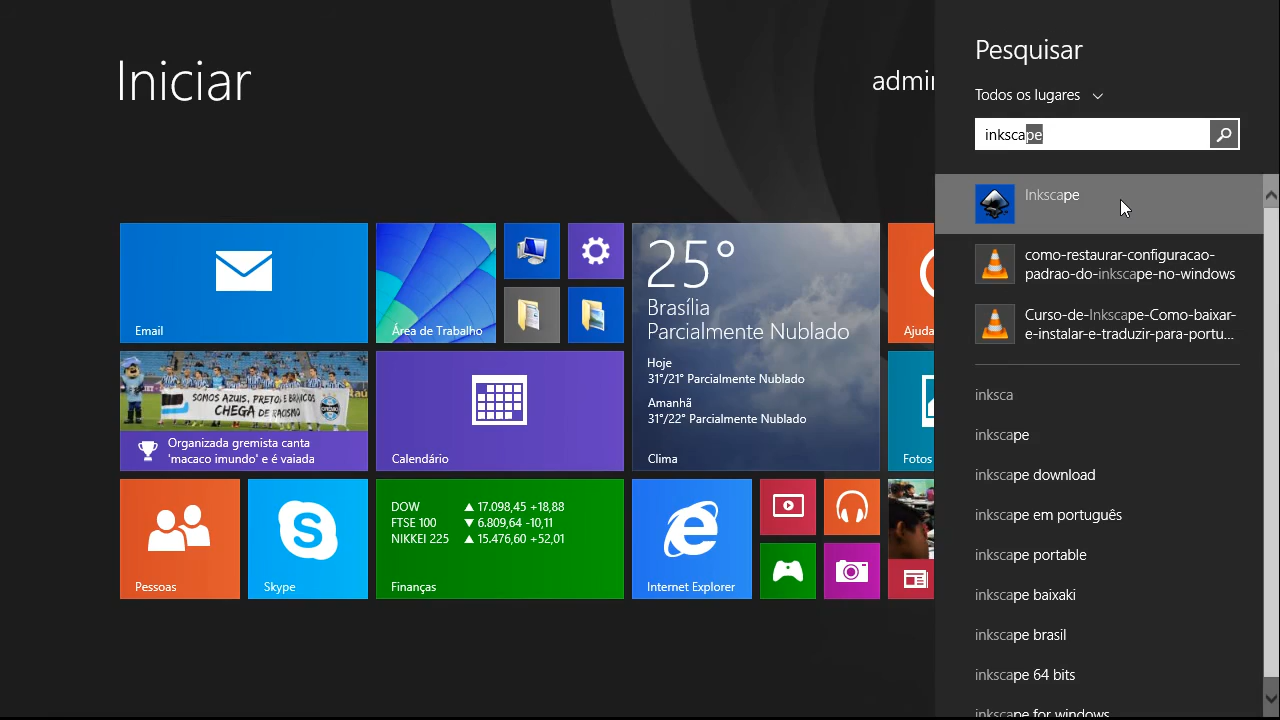 Iniciar
admin
Email
Área de Trabalho
25°
Brasília
Parcialmente Nublado
Hoje
31°/21° Parcialmente Nublado
Amanhã
31°/22° Parcialmente Nublado
Clima
Ajuda
SOMOS AZUIS, PRETOS E BRANCOS
CHEGA DE RACISMO
Organizada gremista canta
'macaco imundo' e é vaiada
Calendário
Fotos
Pessoas
Skype
DOW ▲ 17.098,45 +18,88
FTSE 100 ▼ 6.809,64 -10,11
NIKKEI 225 ▲ 15.476,60 +52,01
Finanças
Internet Explorer
Pesquisar
Todos os lugares
inkscape
Inkscape
como-restaurar-configuracao-
padrao-do-inkscape-no-windows
Curso-de-Inkscape-Como-baixar-
e-instalar-e-traduzir-para-portu...
inksca
inkscape
inkscape download
inkscape em português
inkscape portable
inkscape baixaki
inkscape brasil
inkscape 64 bits
inkscape for windows